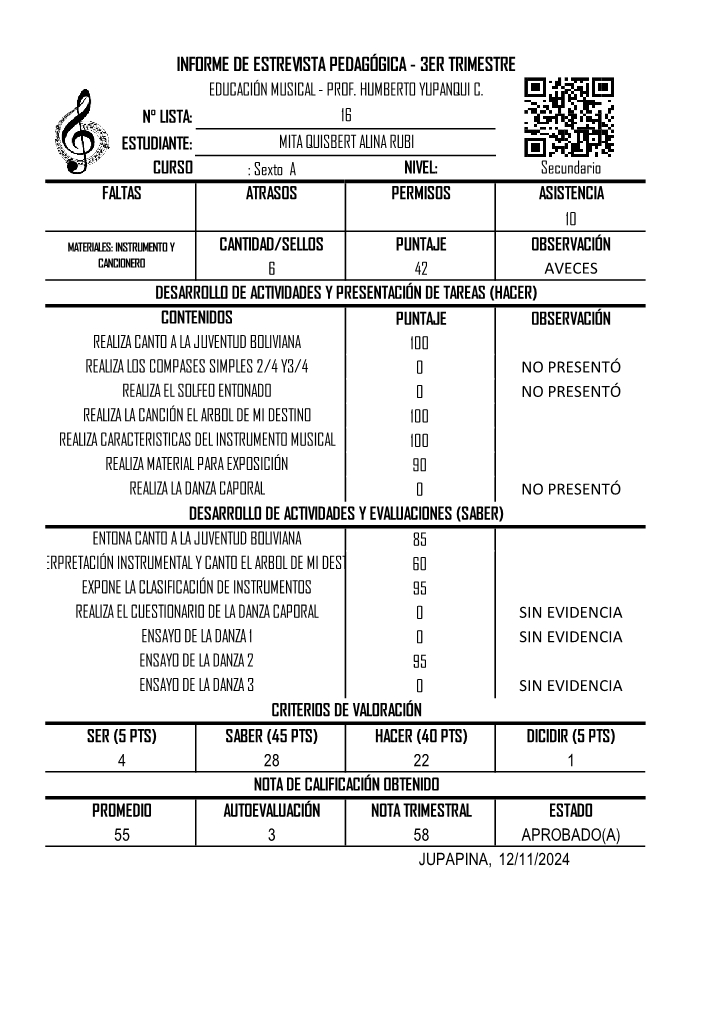 INFORME DE ESTREVISTA PEDAGÓGICA - 3ER TRIMESTRE
EDUCACIÓN MUSICAL - PROF. HUMBERTO YUPANQUI C.
Nº LISTA: 16
ESTUDIANTE: MITA QUISBERT ALINA RUBI
CURSO : Sexto A NIVEL: Secundario
FALTAS ATRASOS PERMISOS ASISTENCIA
10
MATERIALES: INSTRUMENTO Y CANCIONERO CANTIDAD/SELLOS PUNTAJE OBSERVACIÓN
6 42 AVECES
DESARROLLO DE ACTIVIDADES Y PRESENTACIÓN DE TAREAS (HACER)
CONTENIDOS PUNTAJE OBSERVACIÓN
REALIZA CANTO A LA JUVENTUD BOLIVIANA 100
REALIZA LOS COMPASES SIMPLES 2/4 Y3/4 0 NO PRESENTÓ
REALIZA EL SOLFEO ENTONADO 0 NO PRESENTÓ
REALIZA LA CANCIÓN EL ARBOL DE MI DESTINO 100
REALIZA CARACTERISTICAS DEL INSTRUMENTO MUSICAL 100
REALIZA MATERIAL PARA EXPOSICIÓN 90
REALIZA LA DANZA CAPORAL 0 NO PRESENTÓ
DESARROLLO DE ACTIVIDADES Y EVALUACIONES (SABER)
ENTONA CANTO A LA JUVENTUD BOLIVIANA 85
ERPRETACIÓN INSTRUMENTAL Y CANTO EL ARBOL DE MI DEST 60
EXPONE LA CLASIFICACIÓN DE INSTRUMENTOS 95
REALIZA EL CUESTIONARIO DE LA DANZA CAPORAL 0 SIN EVIDENCIA
ENSAYO DE LA DANZA 1 0 SIN EVIDENCIA
ENSAYO DE LA DANZA 2 95
ENSAYO DE LA DANZA 3 0 SIN EVIDENCIA
CRITERIOS DE VALORACIÓN
SER (5 PTS) SABER (45 PTS) HACER (40 PTS) DICIDIR (5 PTS)
4 28 22 1
NOTA DE CALIFICACIÓN OBTENIDO
PROMEDIO AUTOEVALUACIÓN NOTA TRIMESTRAL ESTADO
55 3 58 APROBADO(A)
JUPAPINA, 12/11/2024